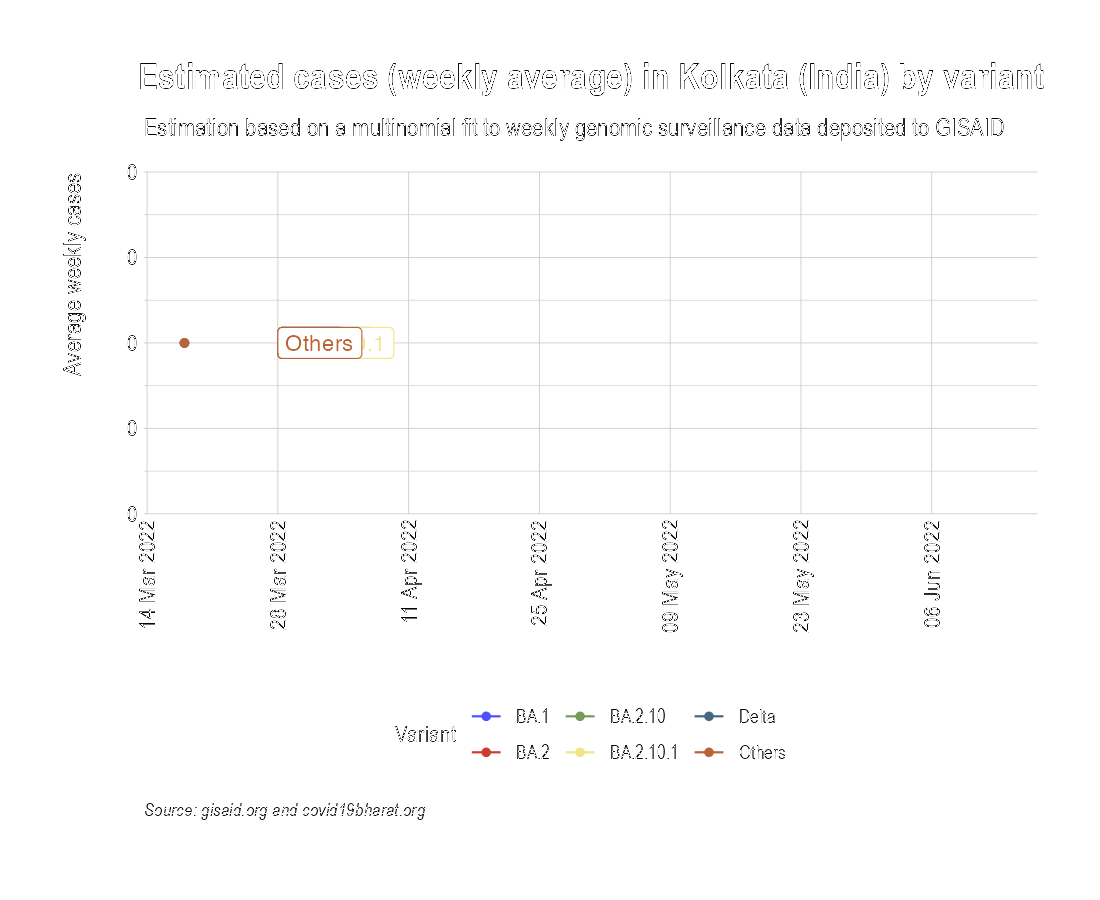 Estimated cases (weekly average) in Kolkata (India) by variant
Estimation based on a multinomial fit to weekly genomic surveillance data deposited to GISAID
Average weekly cases
0
0
0
0
0
Others
.1
14 Mar 2022
28 Mar 2022
11 Apr 2022
25 Apr 2022
09 May 2022
23 May 2022
06 Jun 2022
Variant
BA.1
BA.2.10
Delta
BA.2
BA.2.10.1
Others
Source: gisaid.org and covid19bharat.org